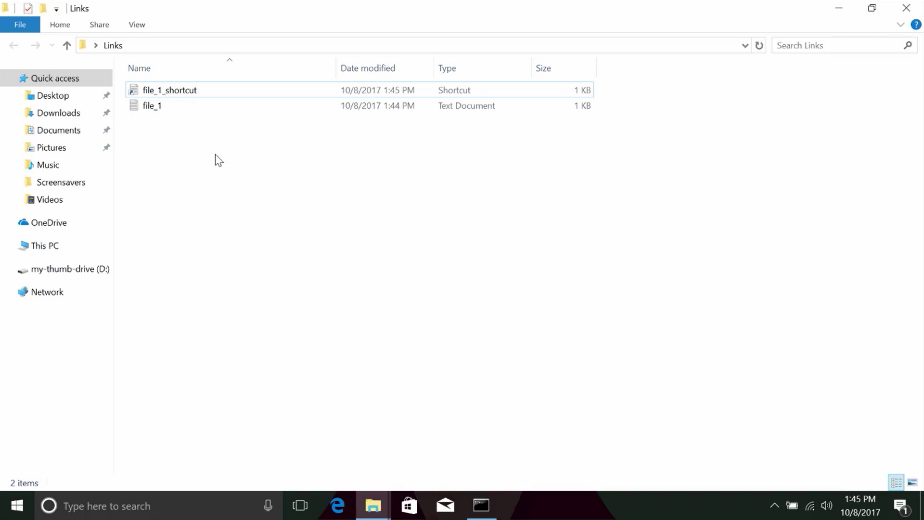 Links
File Home Share View
Links
Search Links
Name Date modified Type Size
Quick access
file_1_shortcut 10/8/2017 1:45 PM Shortcut 1 KB
Desktop
file_1 10/8/2017 1:44 PM Text Document 1 KB
Downloads
Documents
Pictures
Music
Screensavers
Videos
OneDrive
This PC
my-thumb-drive (D:)
Network
2 items
Type here to search
1:45 PM
10/8/2017
1